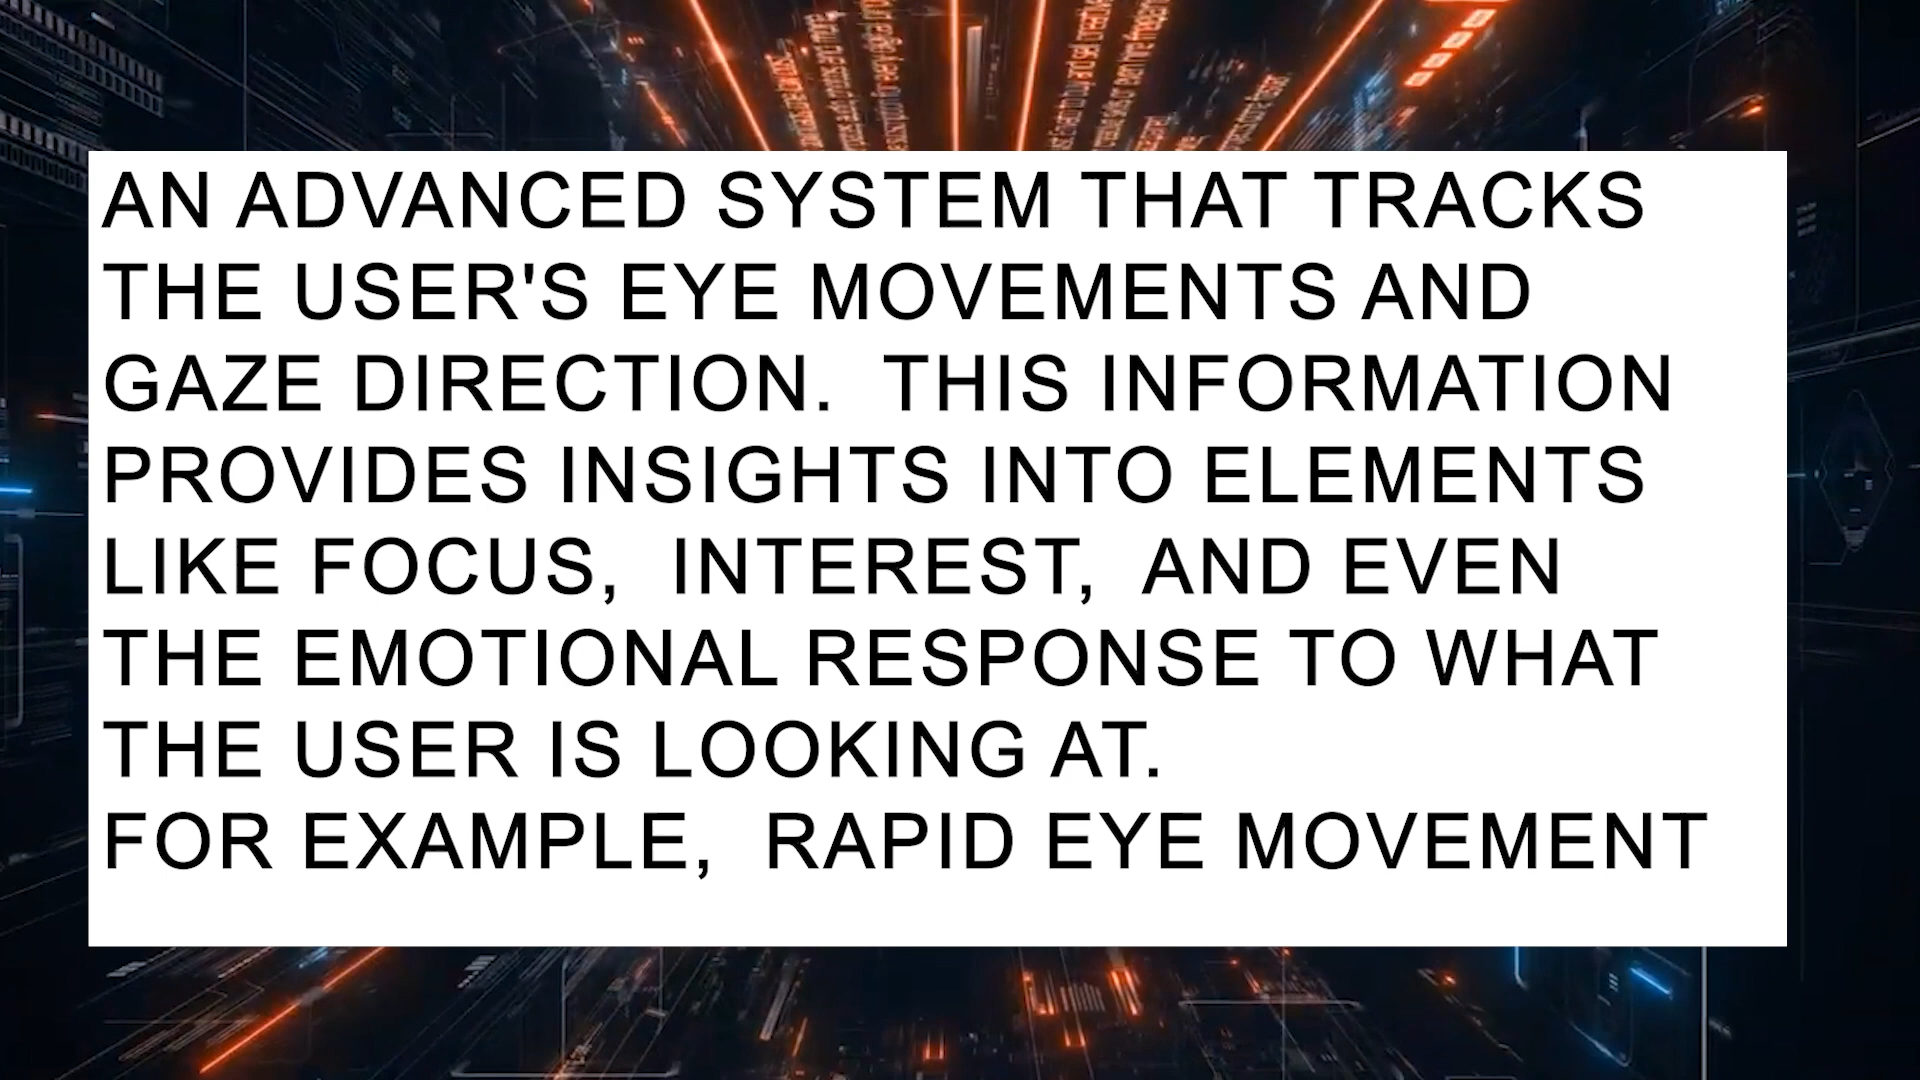 AN ADVANCED SYSTEM THAT TRACKS
THE USER'S EYE MOVEMENTS AND
GAZE DIRECTION.  THIS INFORMATION
PROVIDES INSIGHTS INTO ELEMENTS
LIKE FOCUS,  INTEREST,  AND EVEN
THE EMOTIONAL RESPONSE TO WHAT
THE USER IS LOOKING AT.
FOR EXAMPLE,  RAPID EYE MOVEMENT